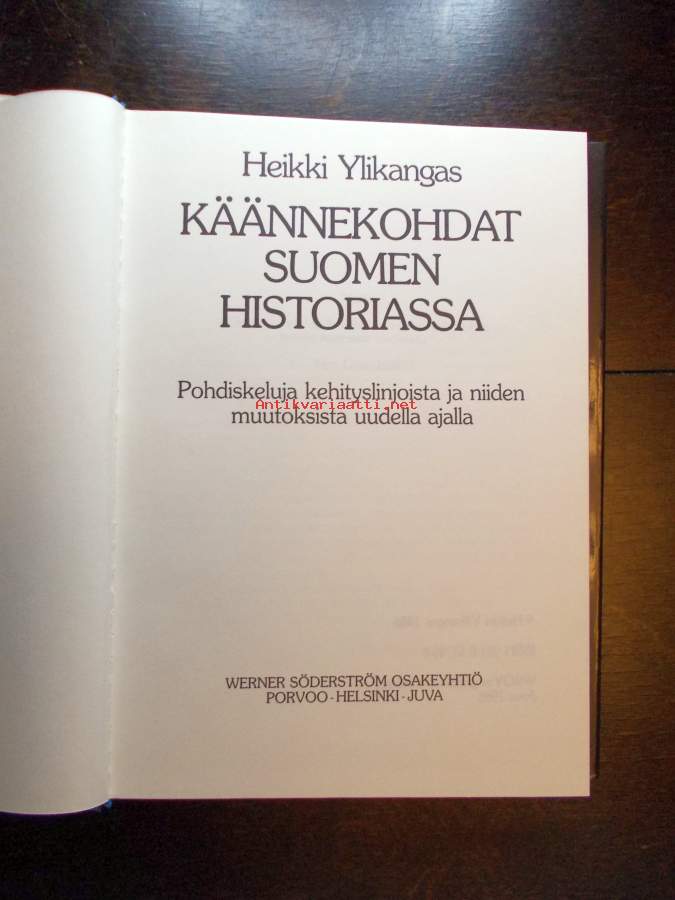 Heikki Ylikangas
KÄÄNNEKOHDAT
SUOMEN
HISTORIASSA
Pohdiskeluja kehityslinjoista ja niiden
Antikvariaatti.net
muutoksista uudella ajalla
WERNER SÖDERSTRÖM OSAKEYHTIÖ
PORVOO-HELSINKI-JUVA